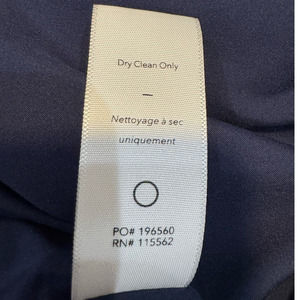 Dry Clean Only
—
Nettoyage à sec
uniquement
PO# 196560
RN# 115562